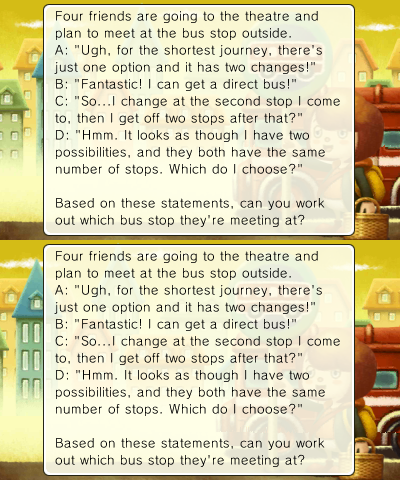 Four friends are going to the theatre and
plan to meet at the bus stop outside.
A: "Ugh, for the shortest journey, there's
just one option and it has two changes!"
B: "Fantastic! I can get a direct bus!"
C: "So...I change at the second stop I come
to, then I get off two stops after that?"
D: "Hmm. It looks as though I have two
possibilities, and they both have the same
number of stops. Which do I choose?"
Based on these statements, can you work
out which bus stop they're meeting at?
Four friends are going to the theatre and
plan to meet at the bus stop outside.
A: "Ugh, for the shortest journey, there's
just one option and it has two changes!"
B: "Fantastic! I can get a direct bus!"
C: "So...I change at the second stop I come
to, then I get off two stops after that?"
D: "Hmm. It looks as though I have two
possibilities, and they both have the same
number of stops. Which do I choose?"
Based on these statements, can you work
out which bus stop they're meeting at?